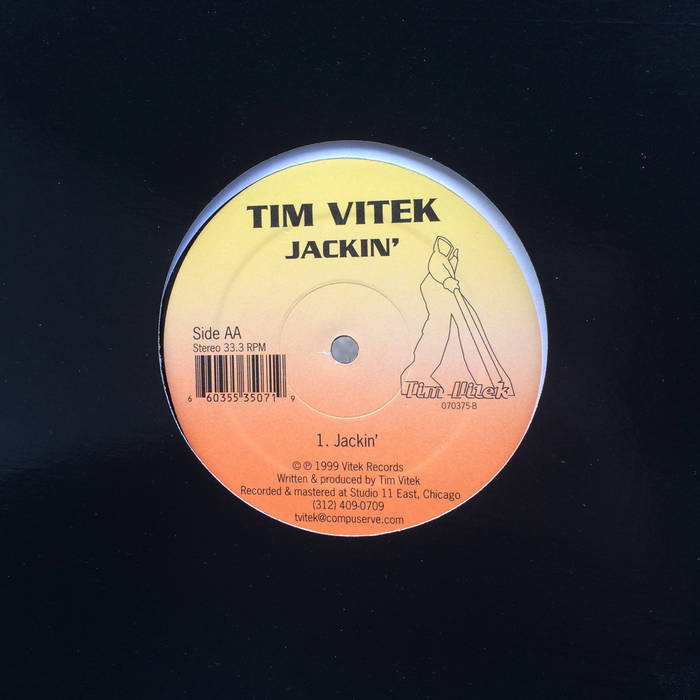 TIM VITEK
JACKIN'
Side AA
Stereo 33.3 RPM
6 60355 35071 9
Tim Vitek
070375-B
1. Jackin'
© ℗ 1999 Vitek Records
Written & produced by Tim Vitek
Recorded & mastered at Studio 11 East, Chicago
(312) 409-0709
tvitek@compuserve.com